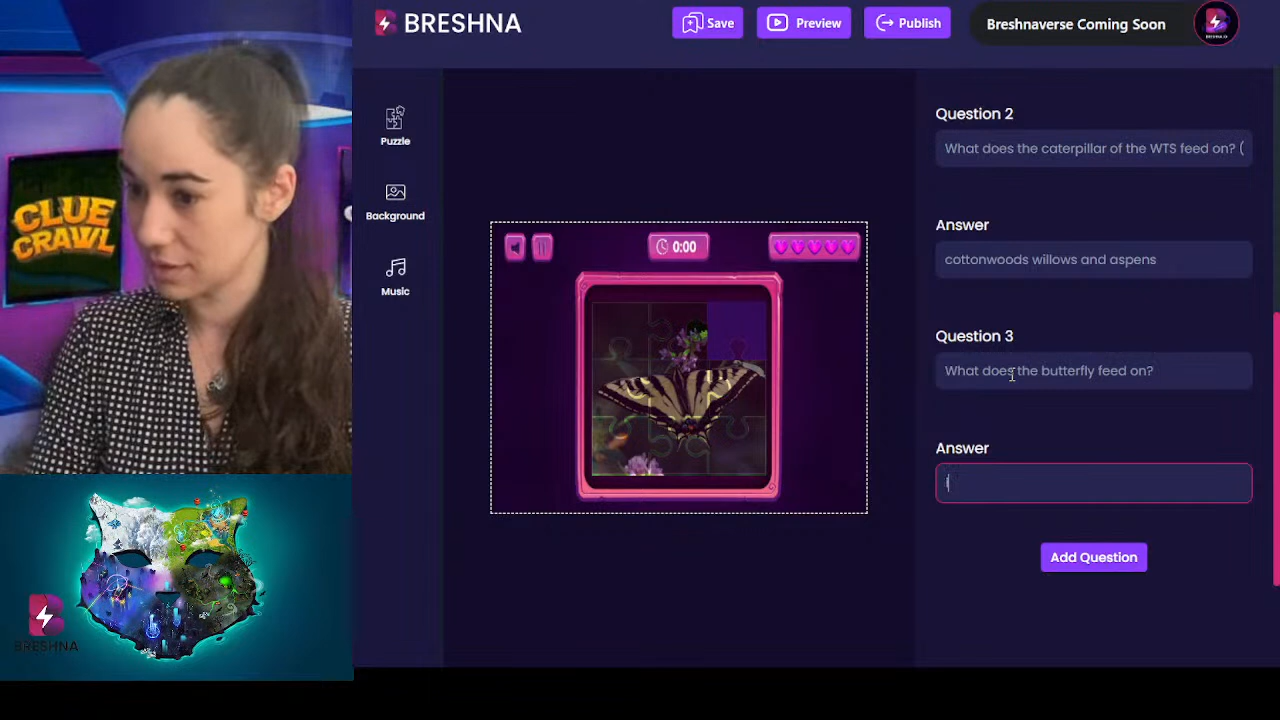 BRESHNA
Save
Preview
Publish
Breshnaverse Coming Soon
Puzzle
Background
Music
CLUE
CRAWL
0:00
Question 2
What does the caterpillar of the WTS feed on? (
Answer
cottonwoods willows and aspens
Question 3
What does the butterfly feed on?
Answer
Add Question
BRESHNA